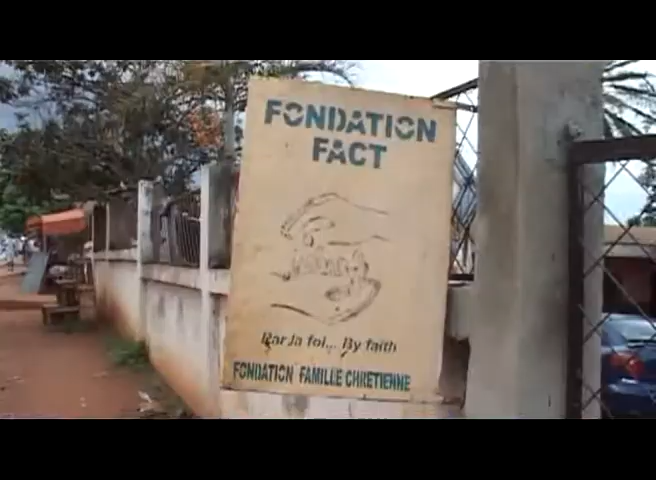 FONDATION
FACT
Par la foi... By faith
FONDATION FAMILLE CHRETIENNE